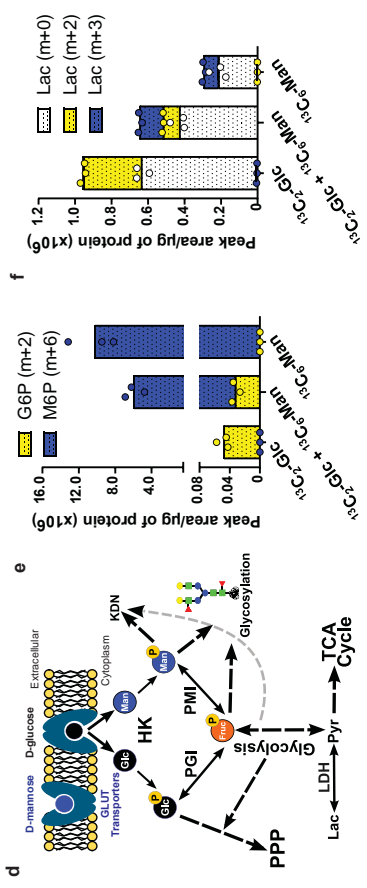 d
D-mannose
D-glucose
Extracellular
GLUT
Transporters
Cytoplasm
Glc
Man
HK
KDN
P
Glc
P
Man
PGI
PMI
P
Fruc
Glycosylation
PPP
Glycolysis
Lac
LDH
Pyr
TCA
Cycle
e
G6P (m+2)
M6P (m+6)
Peak area/µg of protein (x10⁶)
16.0
12.0
8.0
4.0
0.08
0.04
0
¹³C₂-Glc
¹³C₂-Glc + ¹³C₆-Man
¹³C₆-Man
f
Lac (m+0)
Lac (m+2)
Lac (m+3)
Peak area/µg of protein (x10⁶)
1.2
1.0
0.8
0.6
0.4
0.2
0
¹³C₂-Glc
¹³C₂-Glc + ¹³C₆-Man
¹³C₆-Man